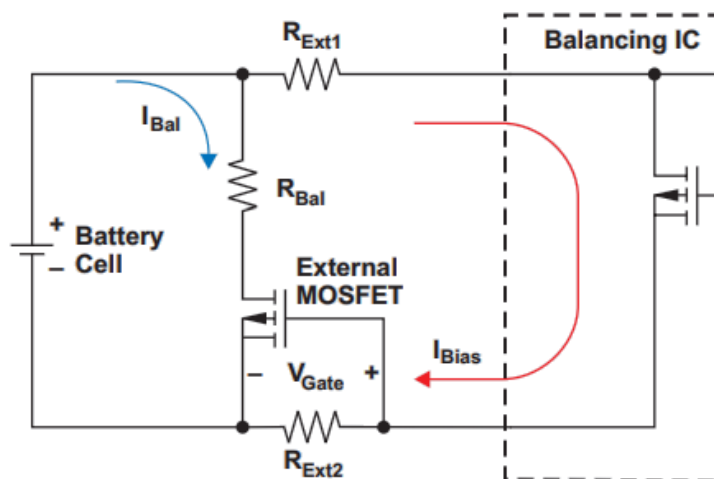 R_Ext1
Balancing IC
I_Bal
R_Bal
+ Battery
– Cell
External
MOSFET
– V_Gate +
I_Bias
R_Ext2